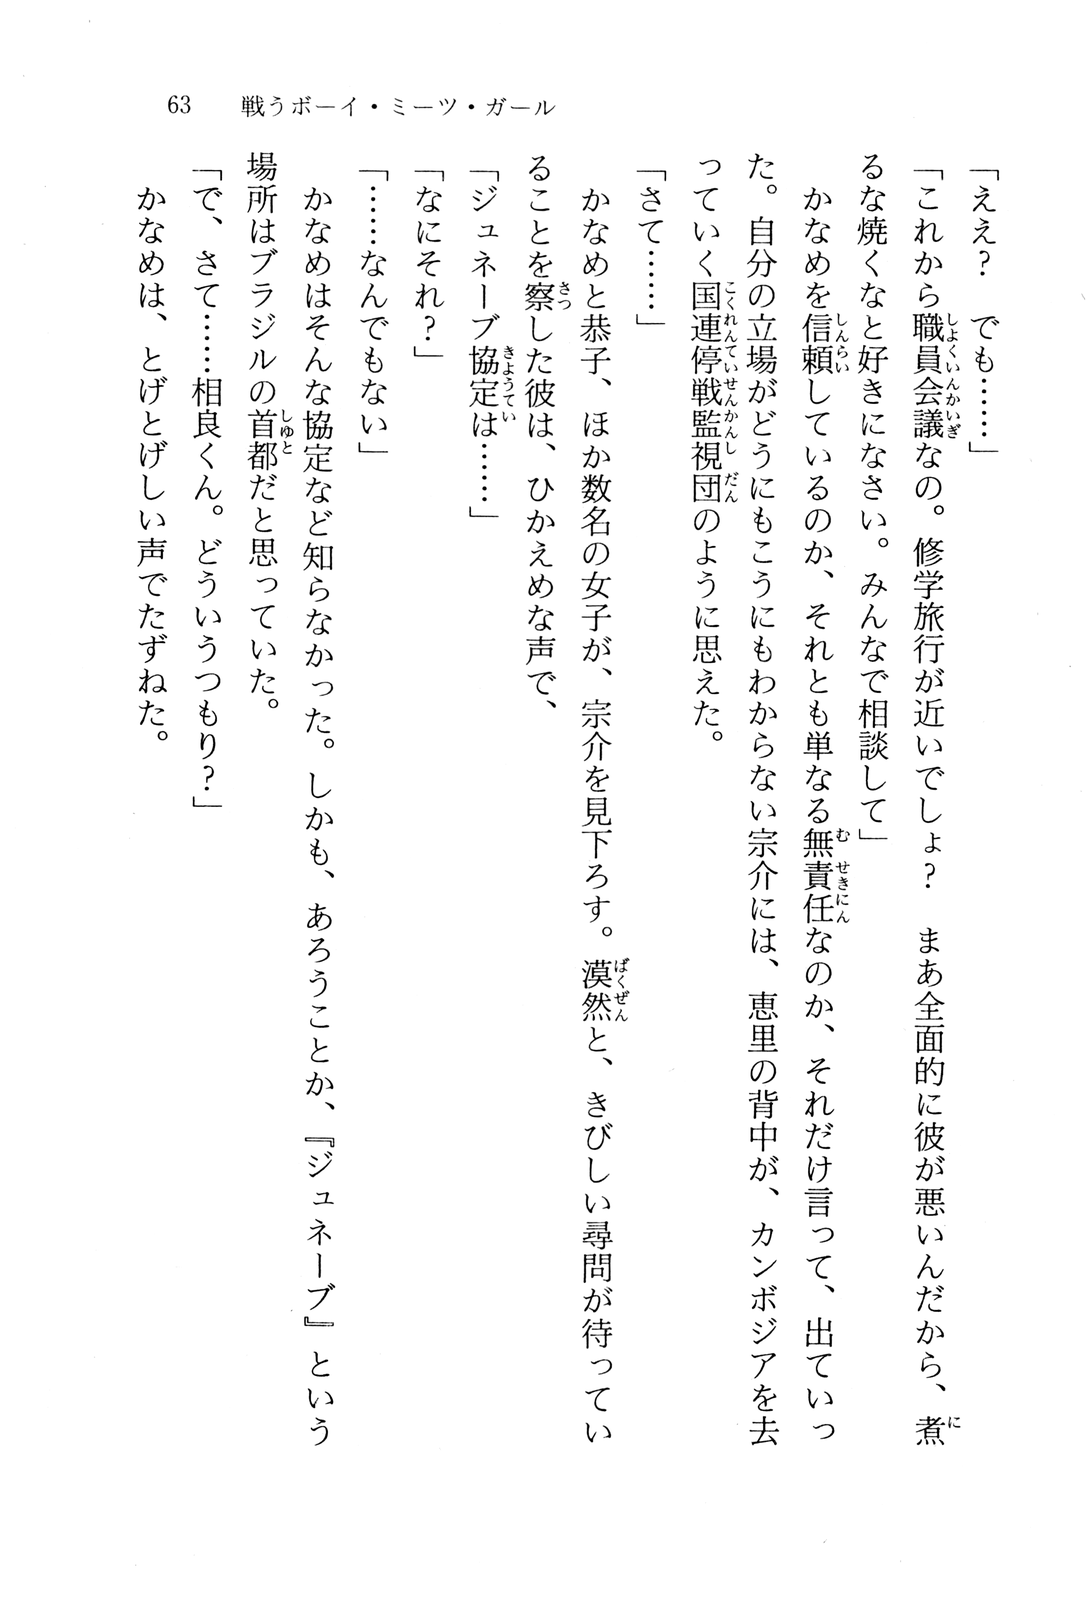 63　戦うボーイ・ミーツ・ガール
「ええ？　でも……」
「これから職員会議なの。修学旅行が近いでしょ？　まあ全面的に彼が悪いんだから、煮
るな焼くなと好きになさい。みんなで相談して」
　かなめを信頼しているのか、それとも単なる無責任なのか、それだけ言って、出ていっ
た。自分の立場がどうにもこうにもわからない宗介には、恵里の背中が、カンボジアを去
っていく国連停戦監視団のように思えた。
「さて……」
　かなめと恭子、ほか数名の女子が、宗介を見下ろす。漠然と、きびしい尋問が待ってい
ることを察した彼は、ひかえめな声で、
「ジュネーブ協定は……」
「なにそれ？」
「……なんでもない」
　かなめはそんな協定など知らなかった。しかも、あろうことか、『ジュネーブ』という
場所はブラジルの首都だと思っていた。
「で、さて……相良くん。どういうつもり？」
　かなめは、とげとげしい声でたずねた。